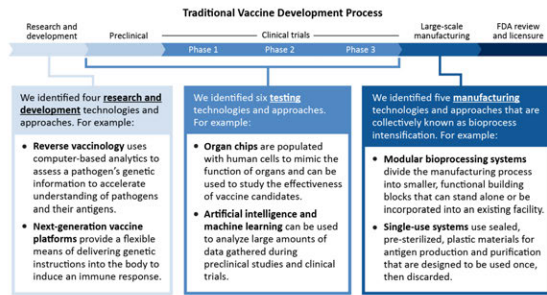 Traditional Vaccine Development Process
Research and
development
Preclinical
Clinical trials
Phase 1
Phase 2
Phase 3
Large-scale
manufacturing
FDA review
and licensure
We identified four research and
development technologies and
approaches. For example:
• Reverse vaccinology uses
computer-based analytics to
assess a pathogen's genetic
information to accelerate
understanding of pathogens
and their antigens.
• Next-generation vaccine
platforms provide a flexible
means of delivering genetic
instructions into the body to
induce an immune response.
We identified six testing
technologies and approaches.
For example:
• Organ chips are populated
with human cells to mimic the
function of organs and can be
used to study the effectiveness
of vaccine candidates.
• Artificial intelligence and
machine learning can be used
to analyze large amounts of
data gathered during
preclinical studies and clinical
trials.
We identified five manufacturing
technologies and approaches that are
collectively known as bioprocess
intensification. For example:
• Modular bioprocessing systems
divide the manufacturing process
into smaller, functional building
blocks that can stand alone or be
incorporated into an existing facility.
• Single-use systems use sealed,
pre-sterilized, plastic materials for
antigen production and purification
that are designed to be used once,
then discarded.